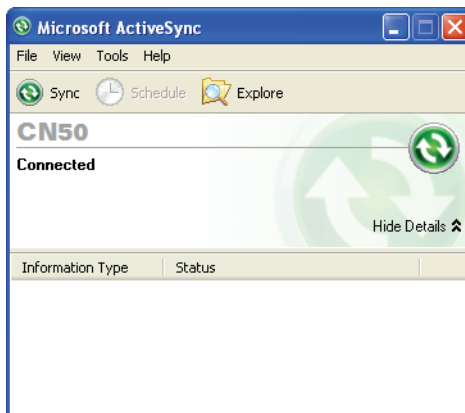 Microsoft ActiveSync
File View Tools Help
Sync Schedule Explore
CN50
Connected
Hide Details
Information Type Status